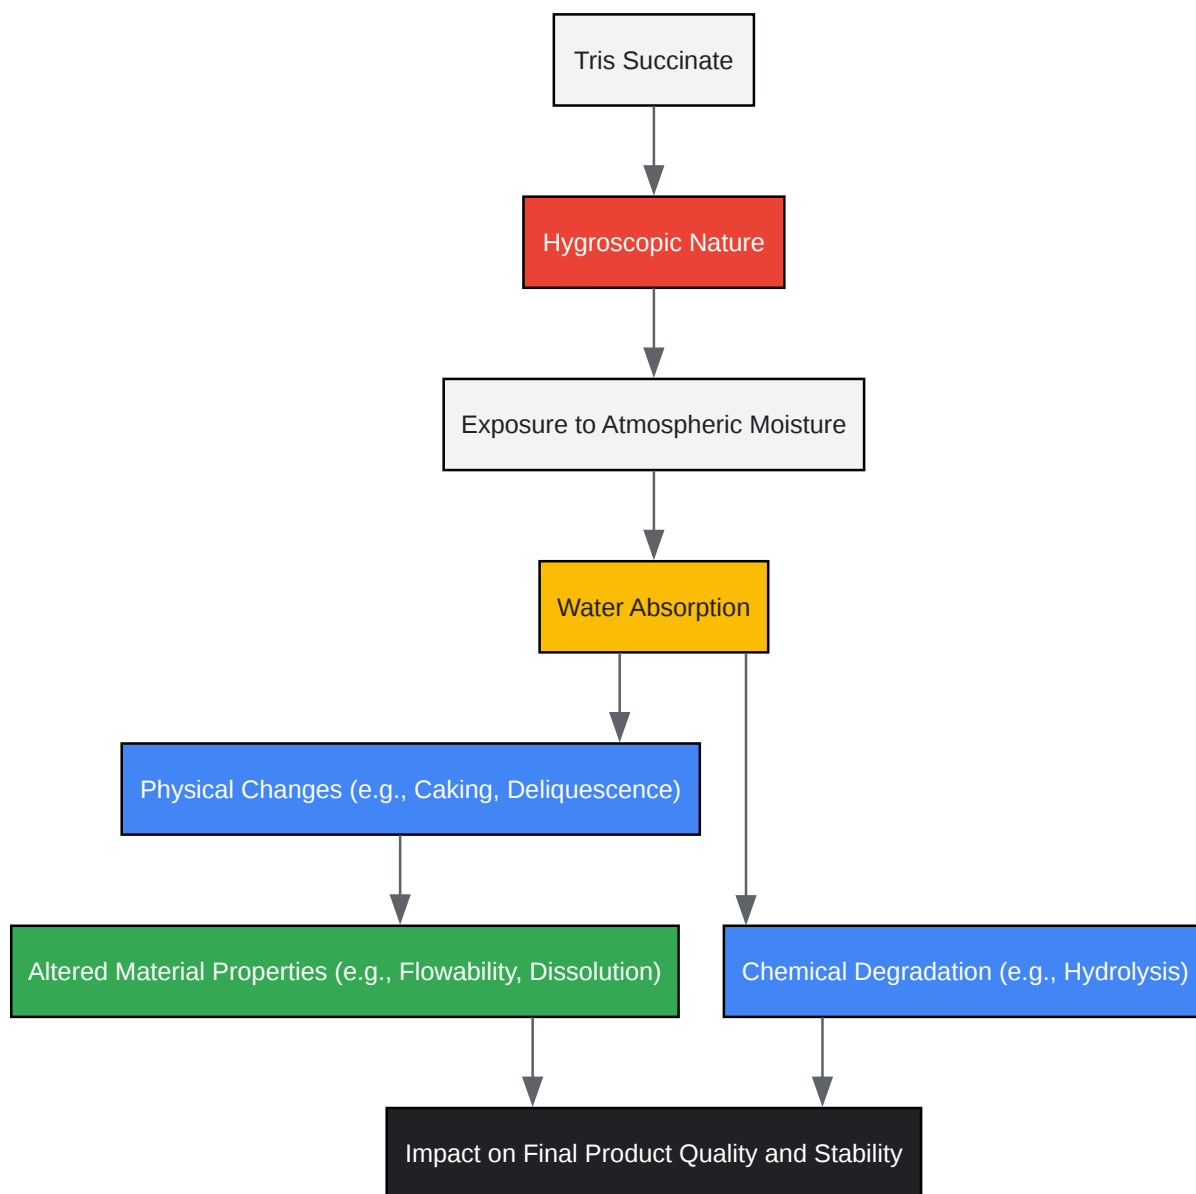 Tris Succinate
Hygroscopic Nature
Exposure to Atmospheric Moisture
Water Absorption
Physical Changes (e.g., Caking, Deliquescence)
Altered Material Properties (e.g., Flowability, Dissolution)
Chemical Degradation (e.g., Hydrolysis)
Impact on Final Product Quality and Stability